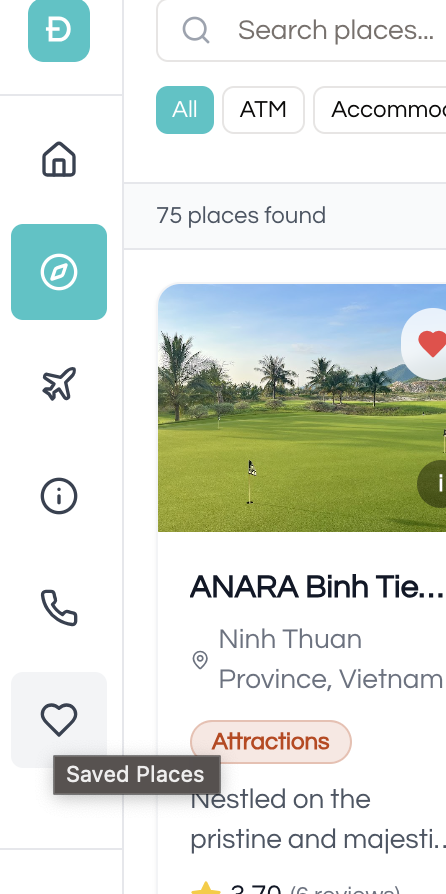 Đ
Search places...
All
ATM
Accommoc
75 places found
i
ANARA Binh Tie...
Ninh Thuan
Province, Vietnam
Attractions
Saved Places
Nestled on the
pristine and majesti..
3.70 (6 reviews)